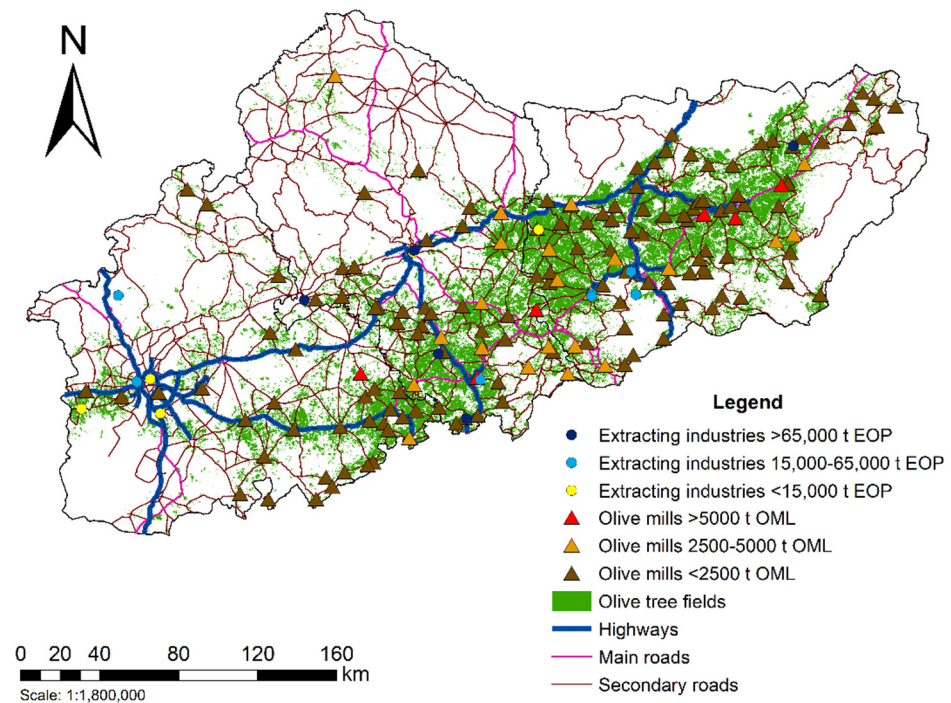 N
Legend
Extracting industries >65,000 t EOP
Extracting industries 15,000-65,000 t EOP
Extracting industries <15,000 t EOP
Olive mills >5000 t OML
Olive mills 2500-5000 t OML
Olive mills <2500 t OML
Olive tree fields
Highways
Main roads
Secondary roads
0 20 40 80 120 160
km
Scale: 1:1,800,000